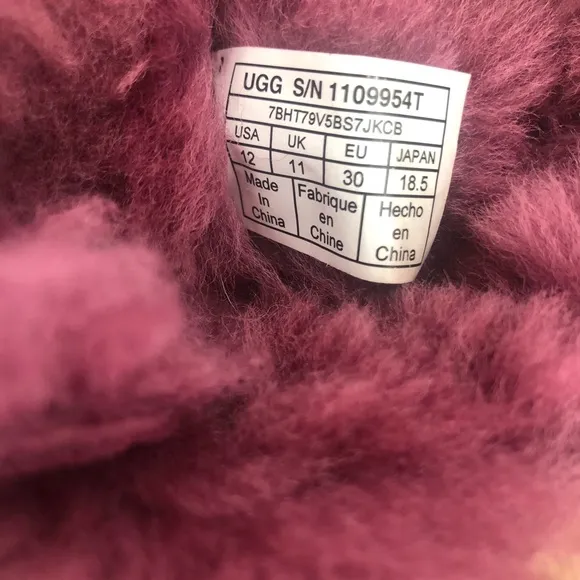 UGG S/N 1109954T
7BHT79V5BS7JKCB
USA UK EU JAPAN
12 11 30 18.5
Made in China
Fabrique en Chine
Hecho en China